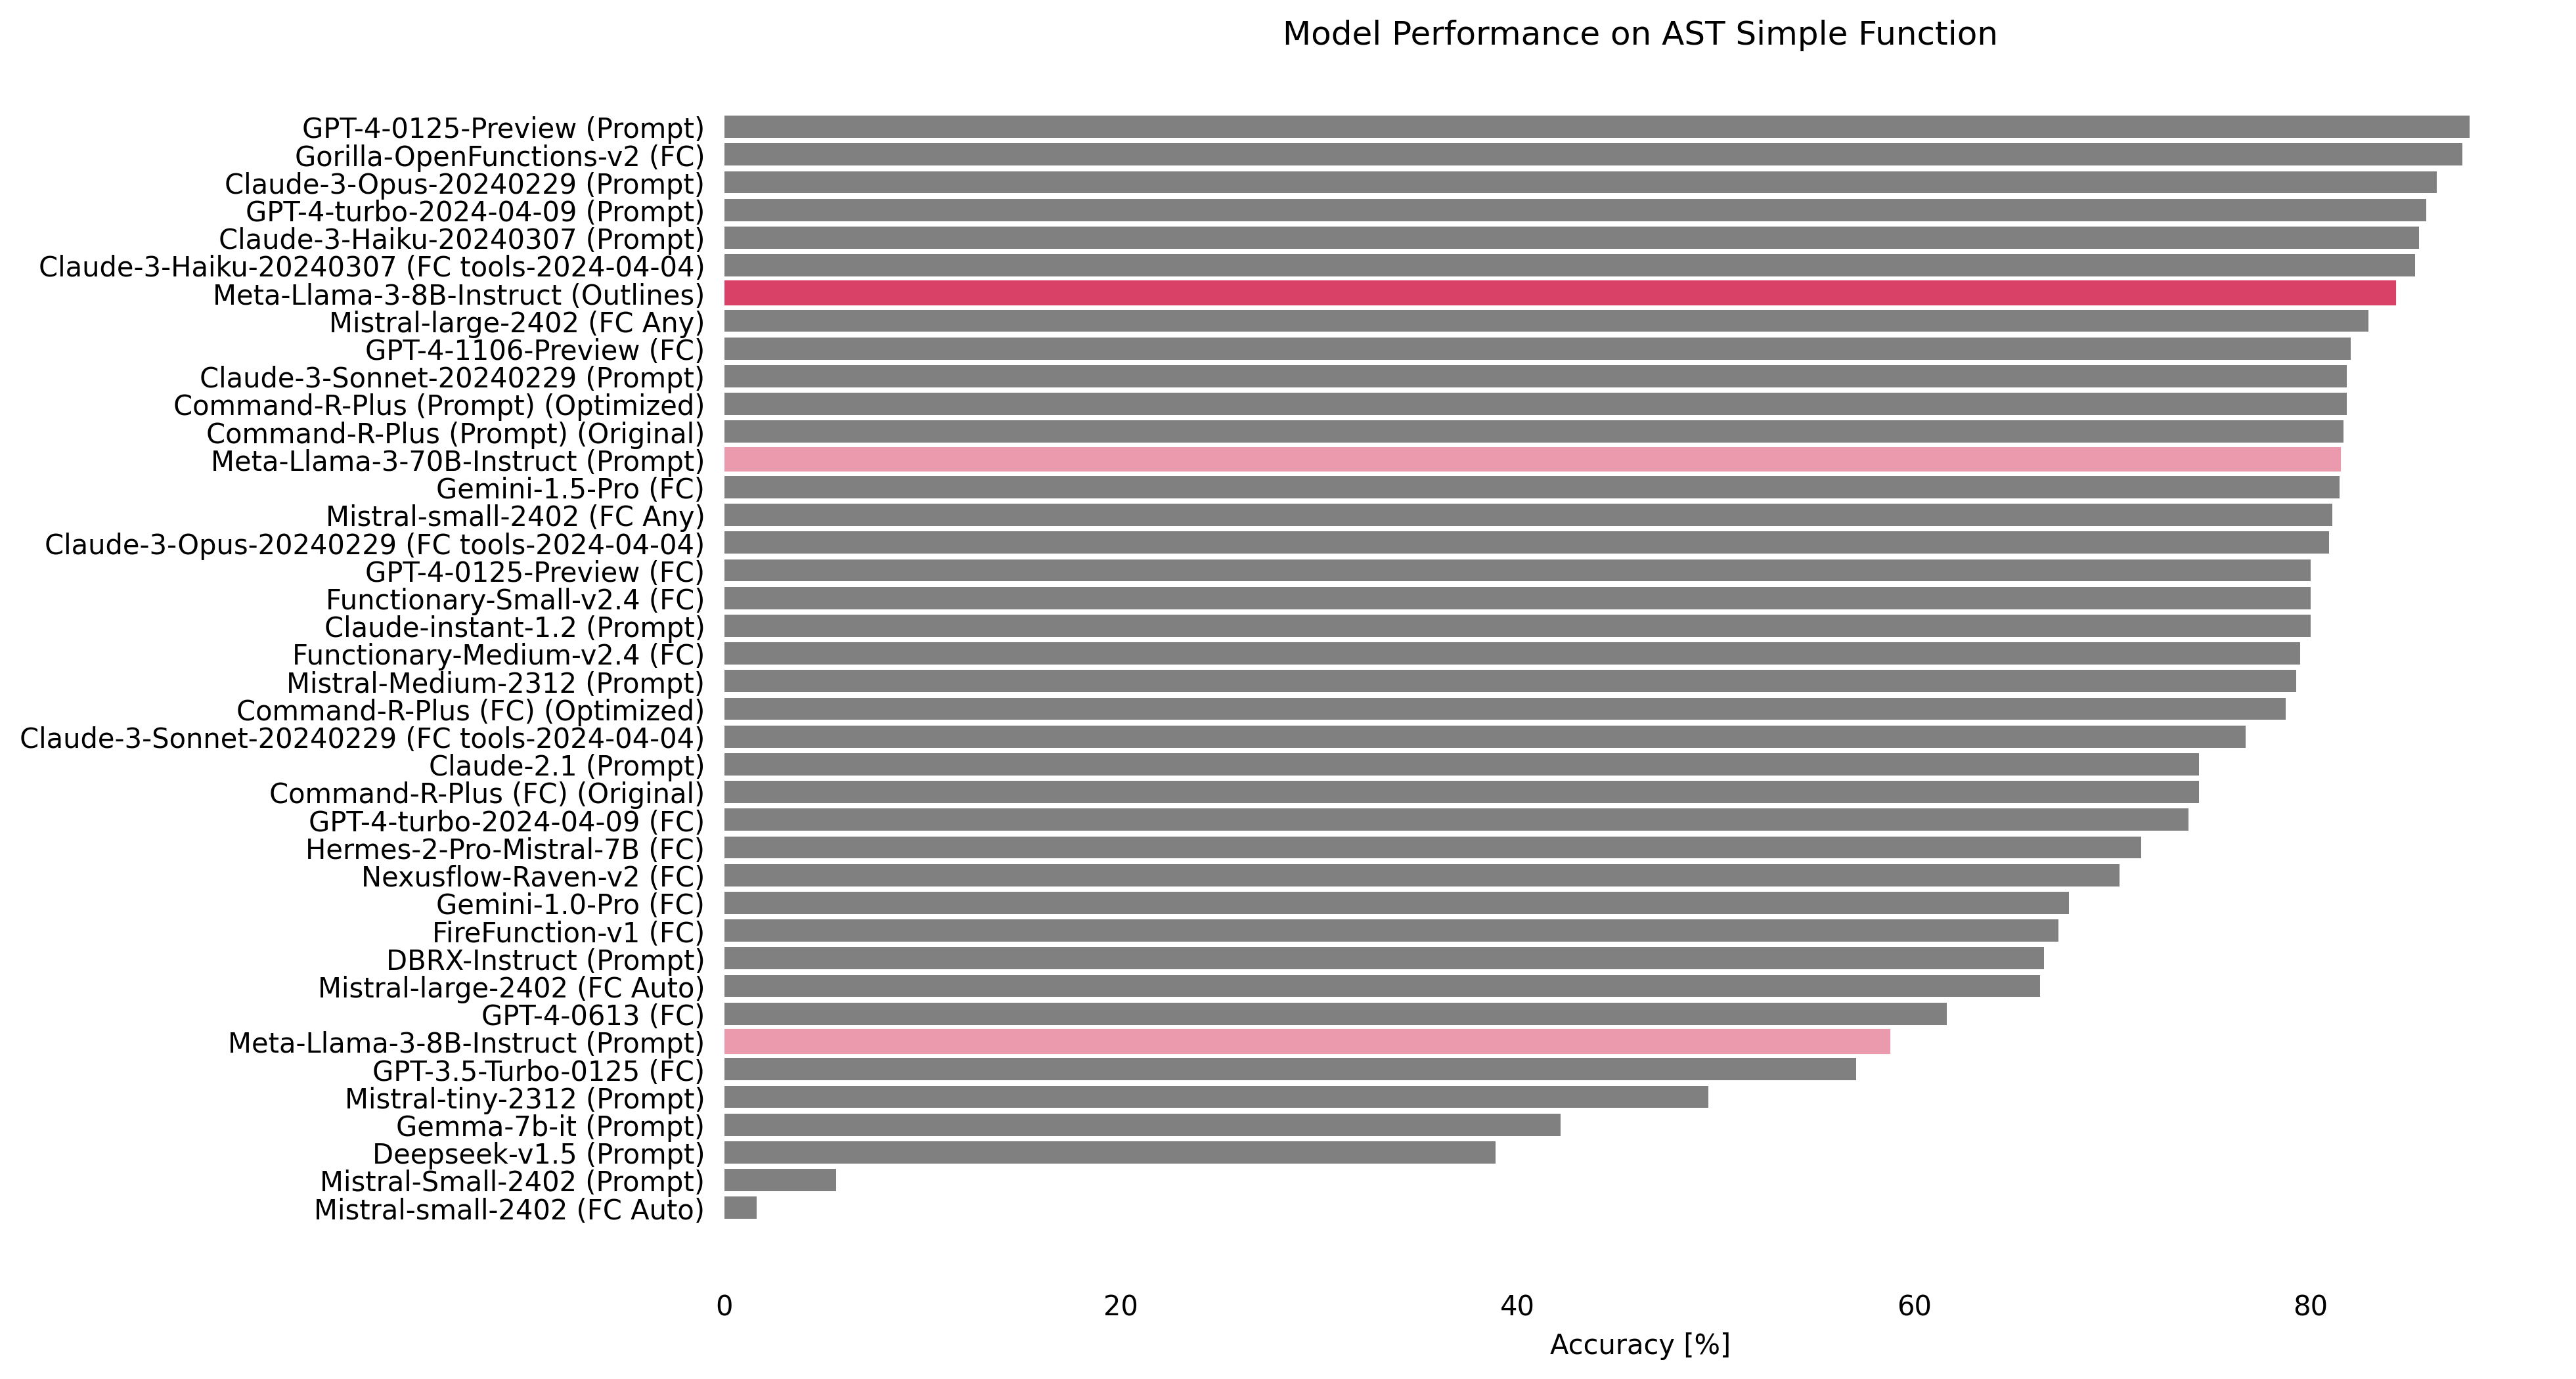 Model Performance on AST Simple Function
GPT-4-0125-Preview (Prompt)
Gorilla-OpenFunctions-v2 (FC)
Claude-3-Opus-20240229 (Prompt)
GPT-4-turbo-2024-04-09 (Prompt)
Claude-3-Haiku-20240307 (Prompt)
Claude-3-Haiku-20240307 (FC tools-2024-04-04)
Meta-Llama-3-8B-Instruct (Outlines)
Mistral-large-2402 (FC Any)
GPT-4-1106-Preview (FC)
Claude-3-Sonnet-20240229 (Prompt)
Command-R-Plus (Prompt) (Optimized)
Command-R-Plus (Prompt) (Original)
Meta-Llama-3-70B-Instruct (Prompt)
Gemini-1.5-Pro (FC)
Mistral-small-2402 (FC Any)
Claude-3-Opus-20240229 (FC tools-2024-04-04)
GPT-4-0125-Preview (FC)
Functionary-Small-v2.4 (FC)
Claude-instant-1.2 (Prompt)
Functionary-Medium-v2.4 (FC)
Mistral-Medium-2312 (Prompt)
Command-R-Plus (FC) (Optimized)
Claude-3-Sonnet-20240229 (FC tools-2024-04-04)
Claude-2.1 (Prompt)
Command-R-Plus (FC) (Original)
GPT-4-turbo-2024-04-09 (FC)
Hermes-2-Pro-Mistral-7B (FC)
Nexusflow-Raven-v2 (FC)
Gemini-1.0-Pro (FC)
FireFunction-v1 (FC)
DBRX-Instruct (Prompt)
Mistral-large-2402 (FC Auto)
GPT-4-0613 (FC)
Meta-Llama-3-8B-Instruct (Prompt)
GPT-3.5-Turbo-0125 (FC)
Mistral-tiny-2312 (Prompt)
Gemma-7b-it (Prompt)
Deepseek-v1.5 (Prompt)
Mistral-Small-2402 (Prompt)
Mistral-small-2402 (FC Auto)
0 20 40 60 80
Accuracy [%]